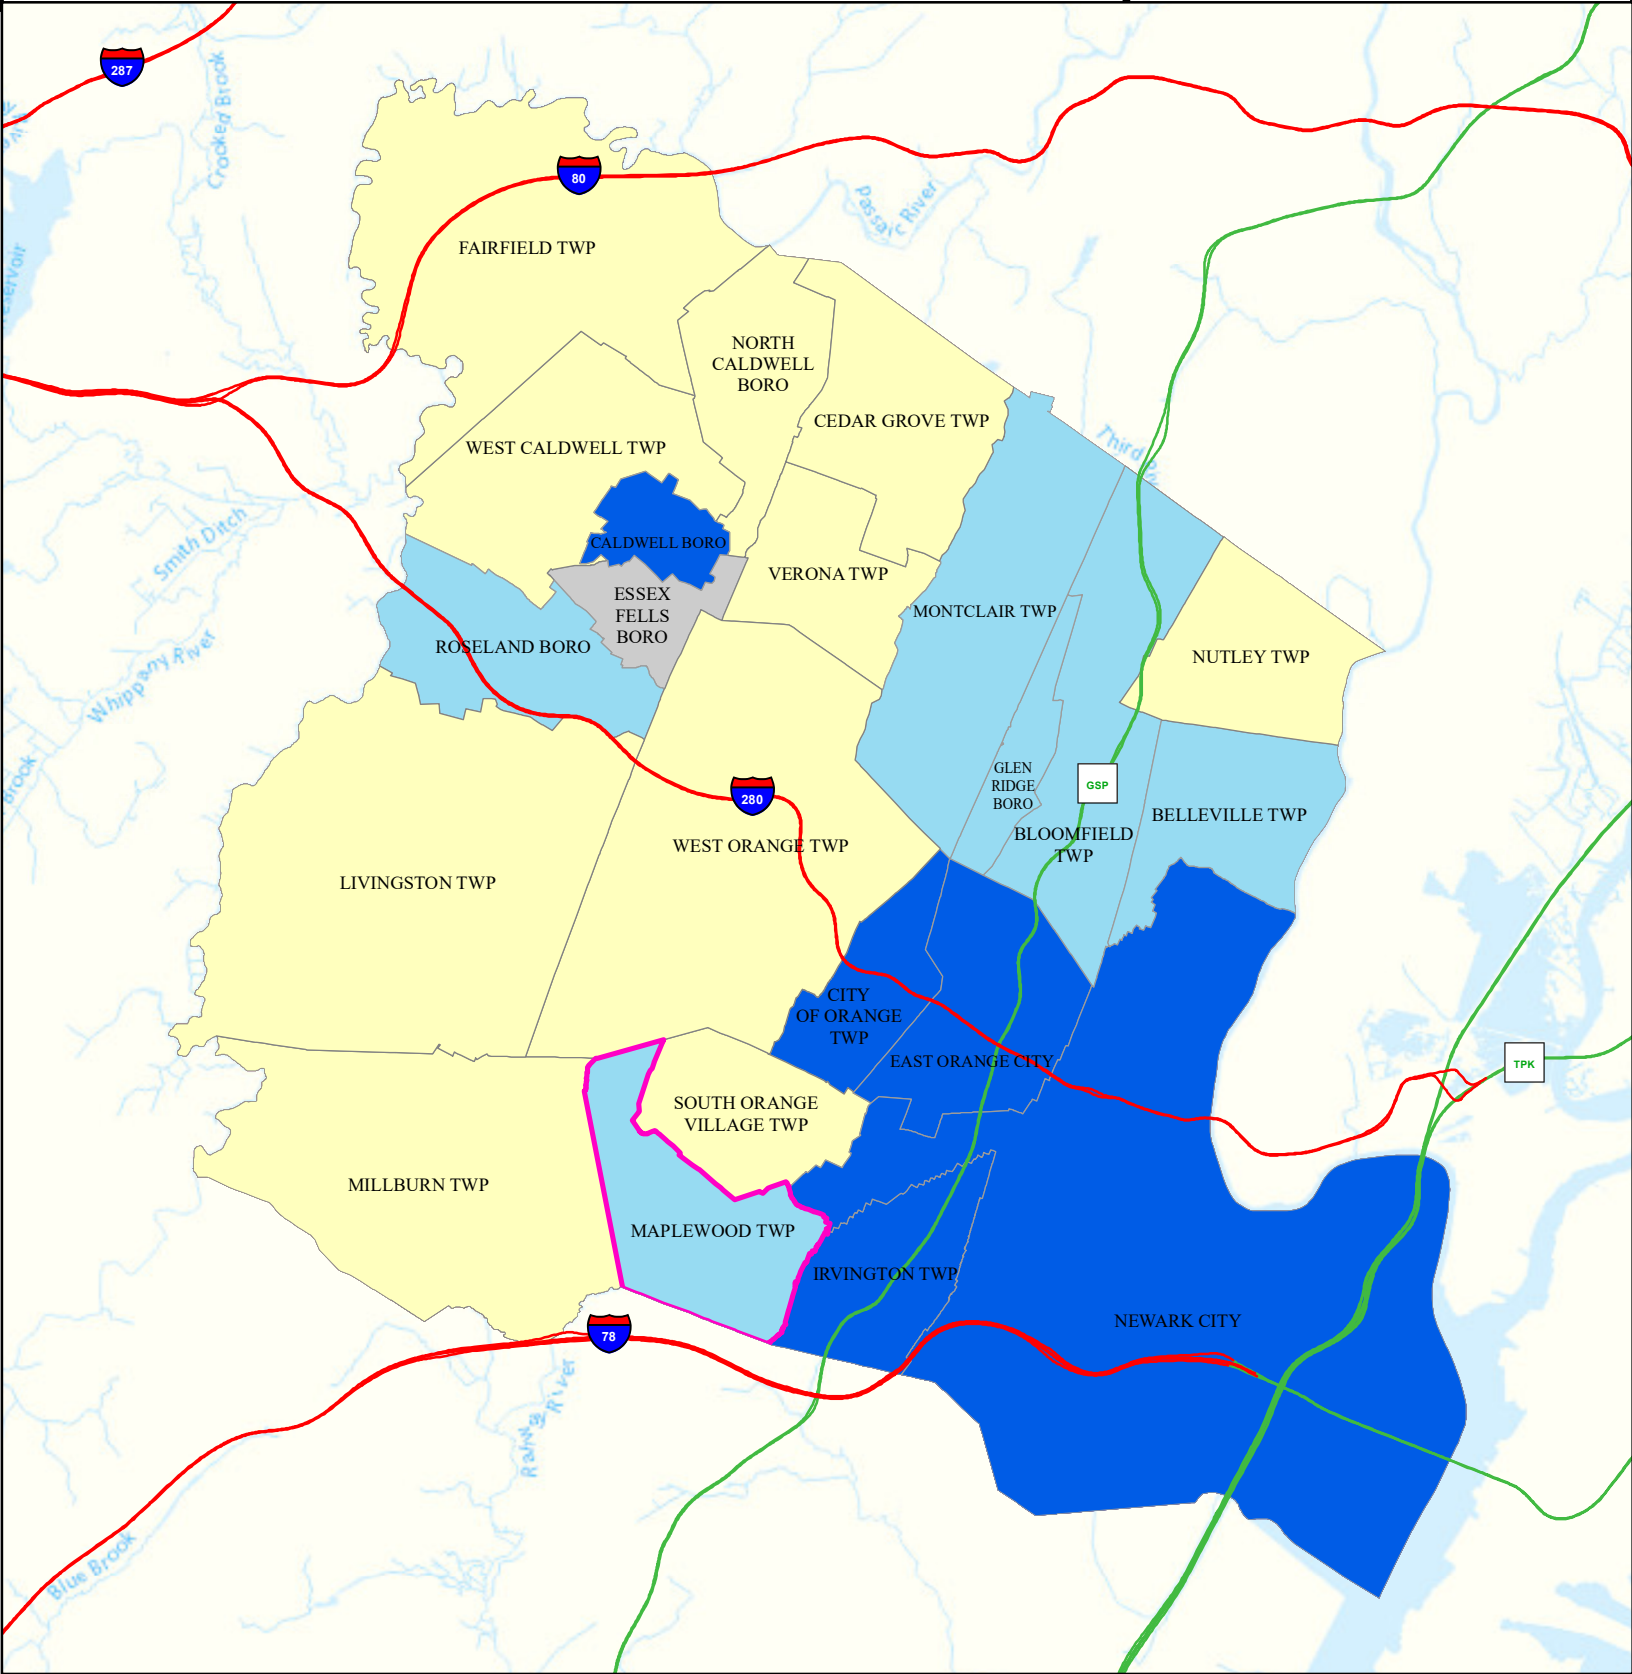 287
Crooked Brook
80
Passaic River
FAIRFIELD TWP
eservoir
NORTH
CALDWELL
BORO
CEDAR GROVE TWP
WEST CALDWELL TWP
Third
Smith Ditch
CALDWELL BORO
VERONA TWP
ESSEX
FELLS
BORO
MONTCLAIR TWP
ROSELAND BORO
NUTLEY TWP
Whippany River
Brook
GLEN
RIDGE
BORO
GSP
280
BELLEVILLE TWP
BLOOMFIELD
TWP
WEST ORANGE TWP
LIVINGSTON TWP
CITY
OF ORANGE
TWP
EAST ORANGE CITY
TPK
SOUTH ORANGE
VILLAGE TWP
MILLBURN TWP
MAPLEWOOD TWP
IRVINGTON TWP
NEWARK CITY
78
River
Blue Brook